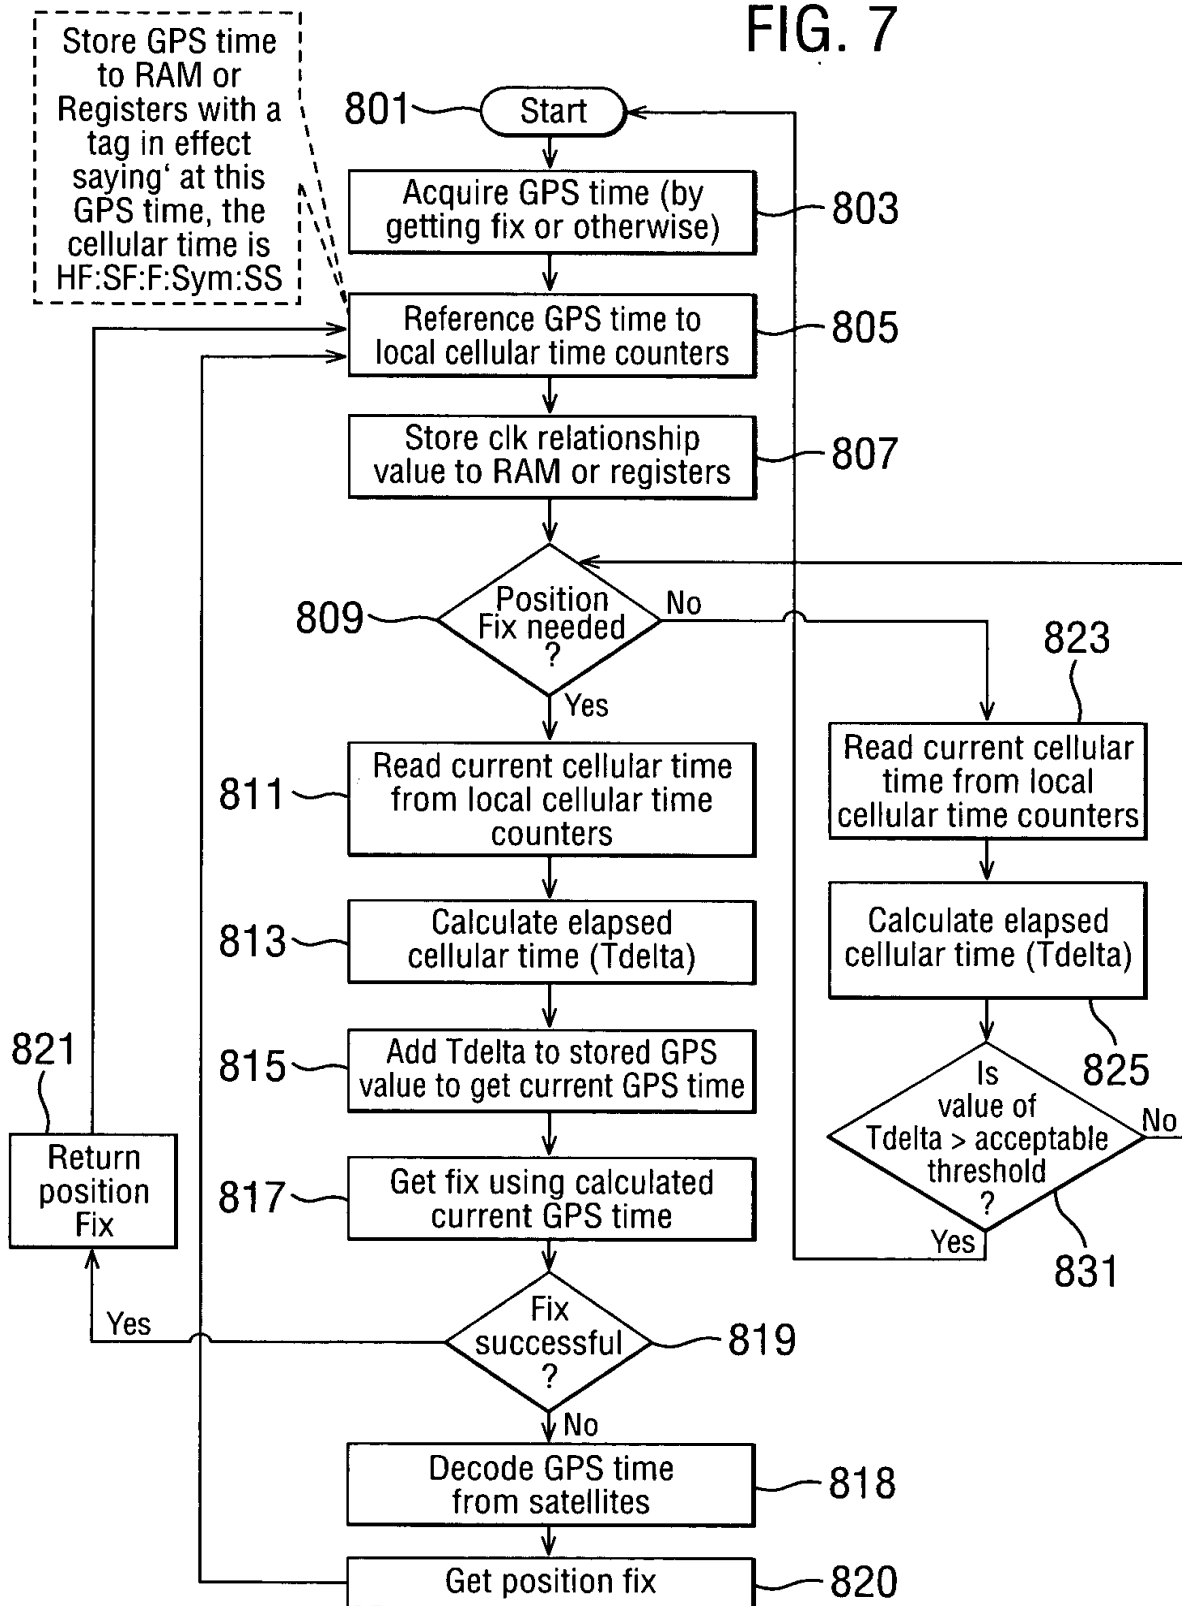 FIG. 7
Store GPS time
to RAM or
Registers with a
tag in effect
saying‘ at this
GPS time, the
cellular time is
HF:SF:F:Sym:SS
801
Start
Acquire GPS time (by
getting fix or otherwise)
803
Reference GPS time to
local cellular time counters
805
Store clk relationship
value to RAM or registers
807
809
Position
Fix needed
?
No
Yes
823
Read current cellular
time from local
cellular time counters
811
Read current cellular time
from local cellular time
counters
813
Calculate elapsed
cellular time (Tdelta)
Calculate elapsed
cellular time (Tdelta)
825
815
Add Tdelta to stored GPS
value to get current GPS time
Is
value of
Tdelta > acceptable
threshold
?
No
Yes
831
821
Return
position
Fix
817
Get fix using calculated
current GPS time
Fix
successful
?
819
Yes
No
Decode GPS time
from satellites
818
Get position fix
820